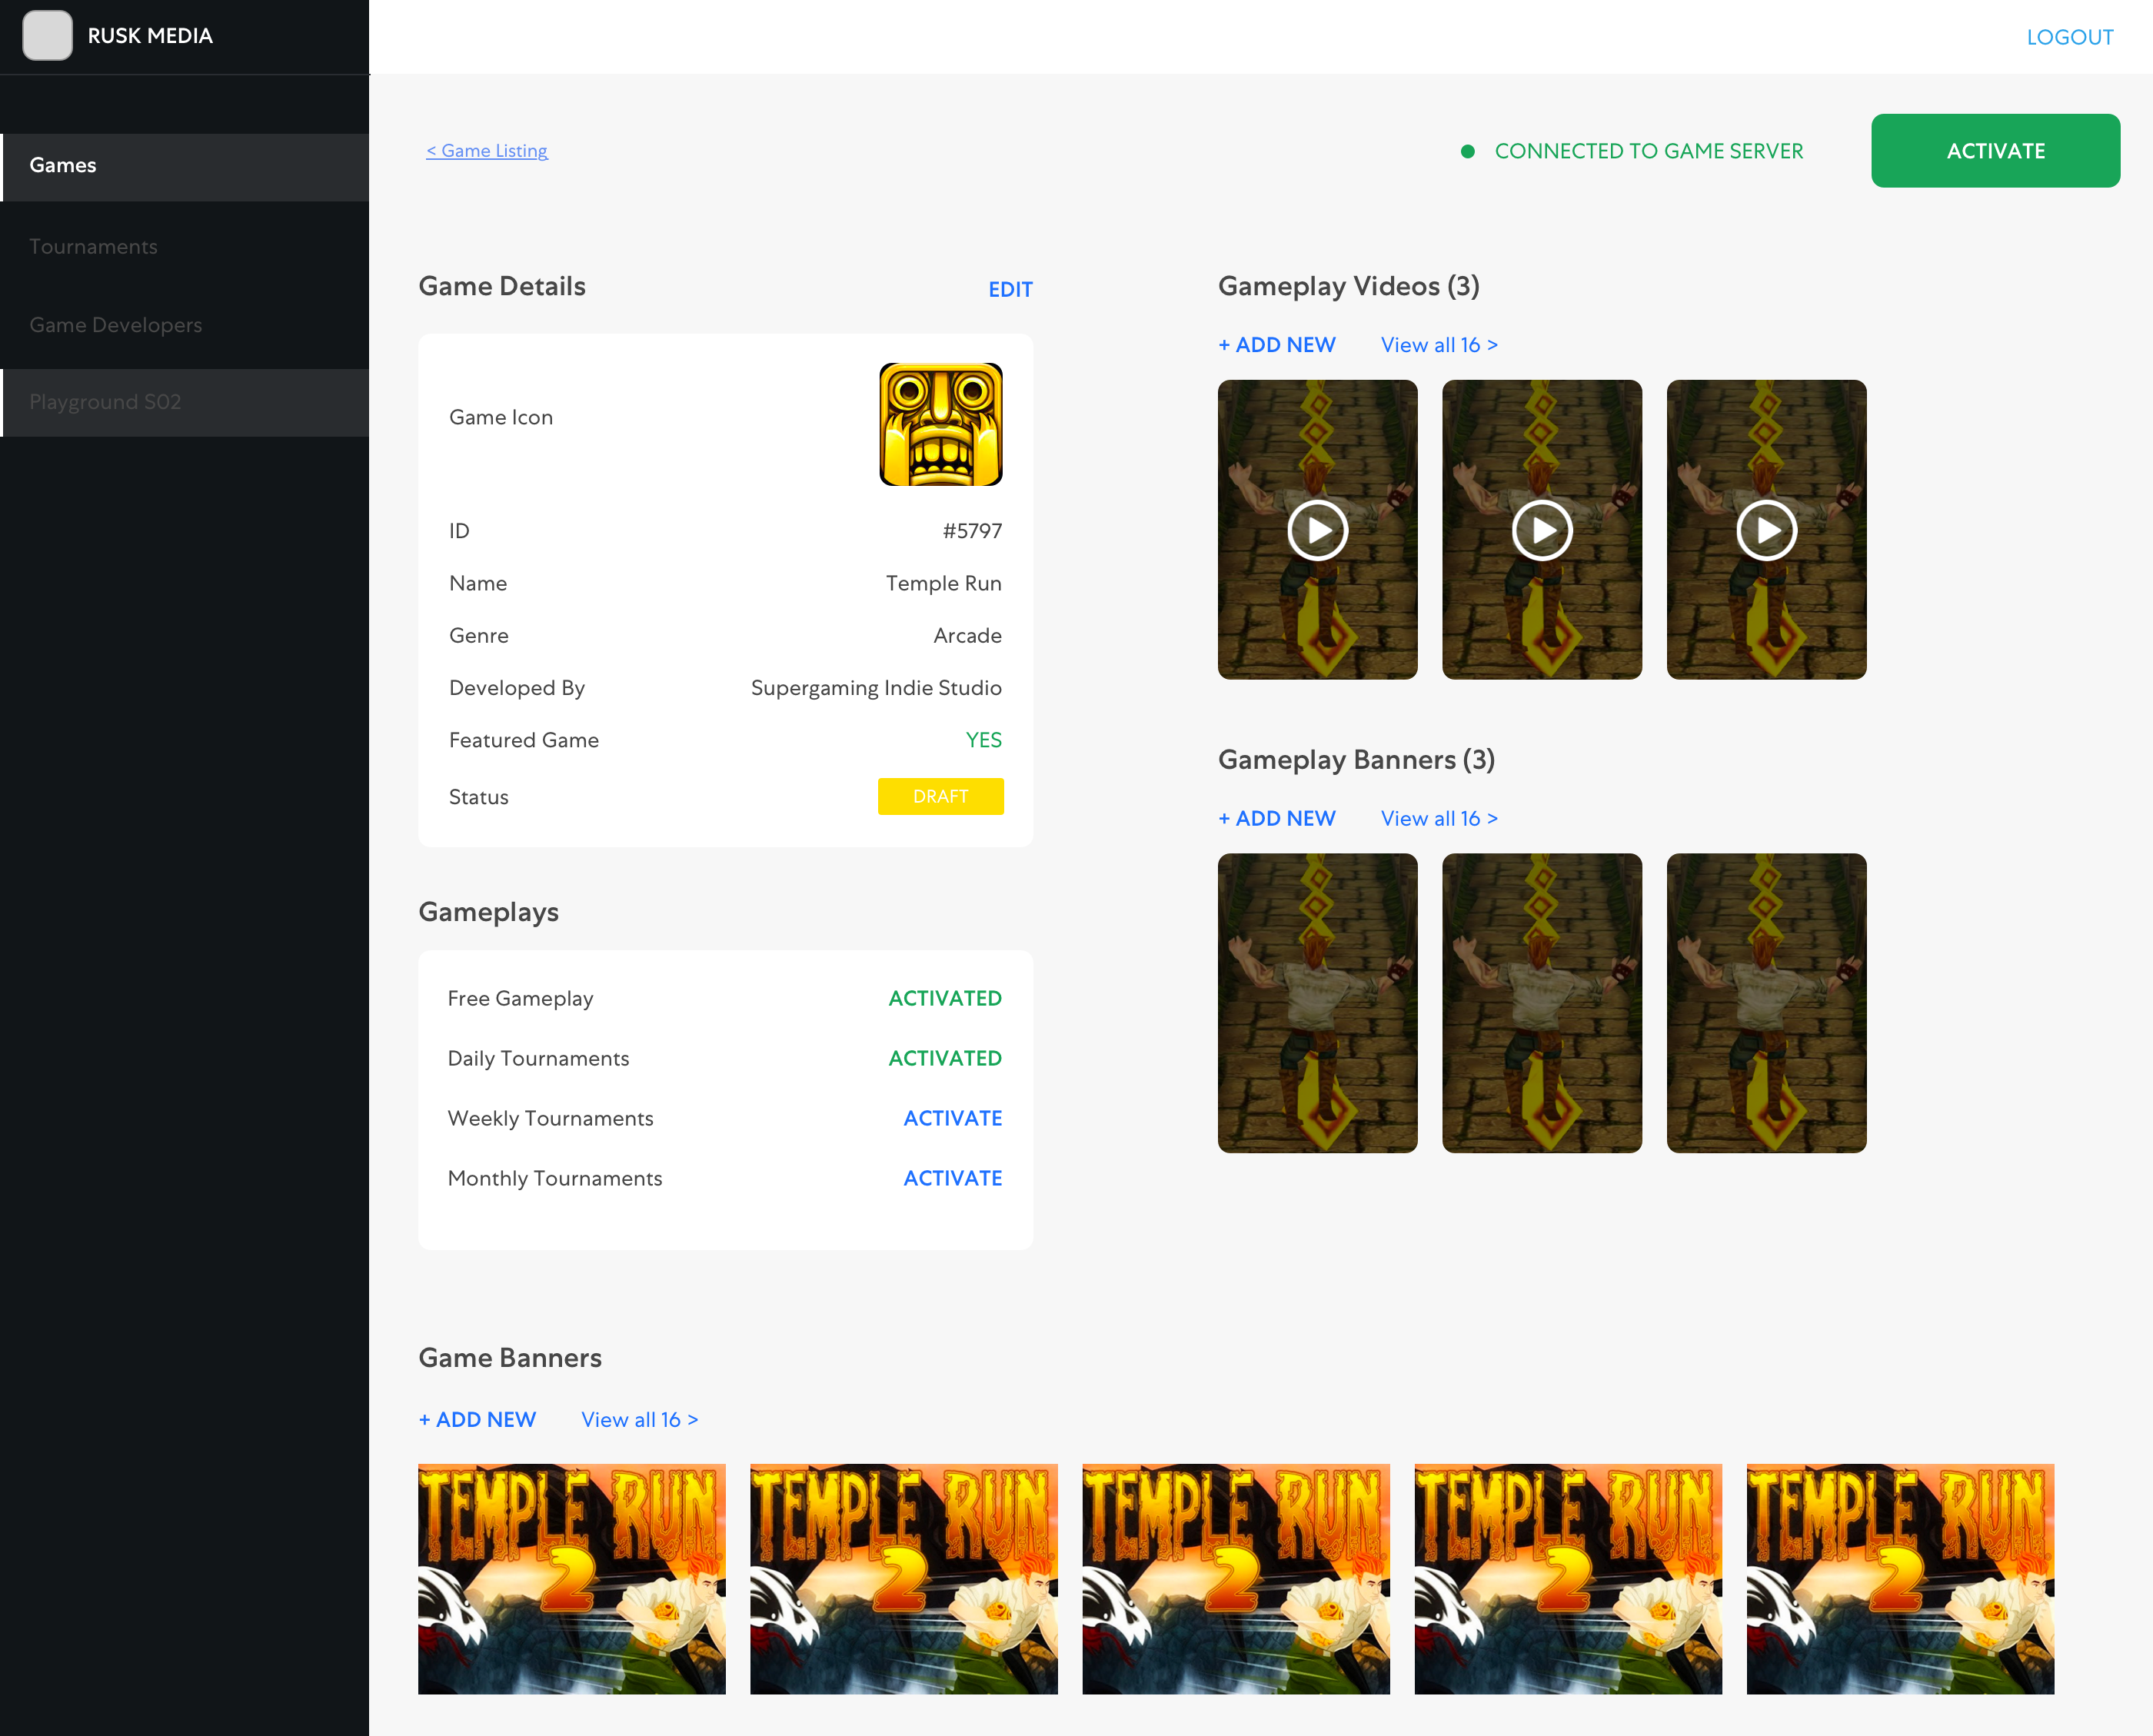 RUSK MEDIA
LOGOUT
Games
Tournaments
Game Developers
Playground S02
< Game Listing
CONNECTED TO GAME SERVER
ACTIVATE
Game Details
EDIT
Game Icon
ID
#5797
Name
Temple Run
Genre
Arcade
Developed By
Supergaming Indie Studio
Featured Game
YES
Status
DRAFT
Gameplays
Free Gameplay
ACTIVATED
Daily Tournaments
ACTIVATED
Weekly Tournaments
ACTIVATE
Monthly Tournaments
ACTIVATE
Gameplay Videos (3)
+ ADD NEW
View all 16 >
Gameplay Banners (3)
+ ADD NEW
View all 16 >
Game Banners
+ ADD NEW
View all 16 >
TEMPLE RUN
2
TEMPLE RUN
2
TEMPLE RUN
2
TEMPLE RUN
2
TEMPLE RUN
2